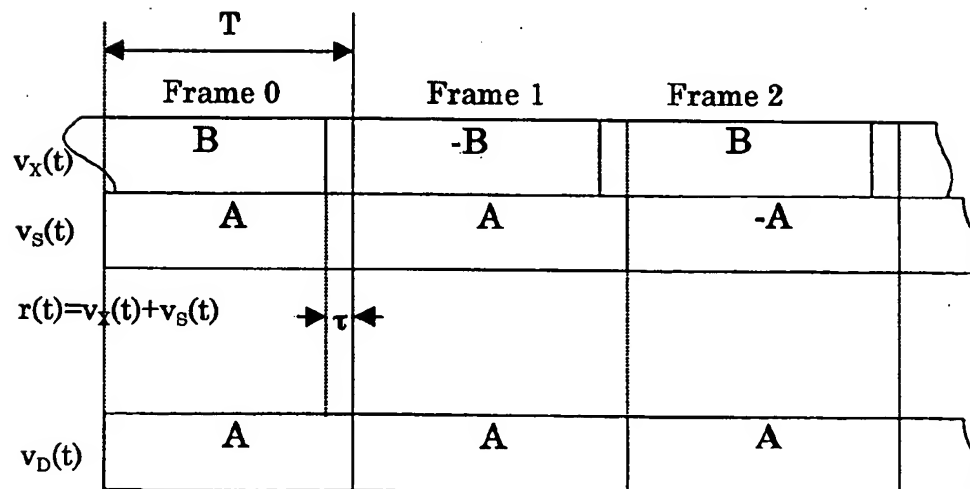 T
Frame 0 Frame 1 Frame 2
B -B B
v_X(t)
A A -A
v_S(t)
r(t)=v_X(t)+v_S(t)
τ
A A A
v_D(t)